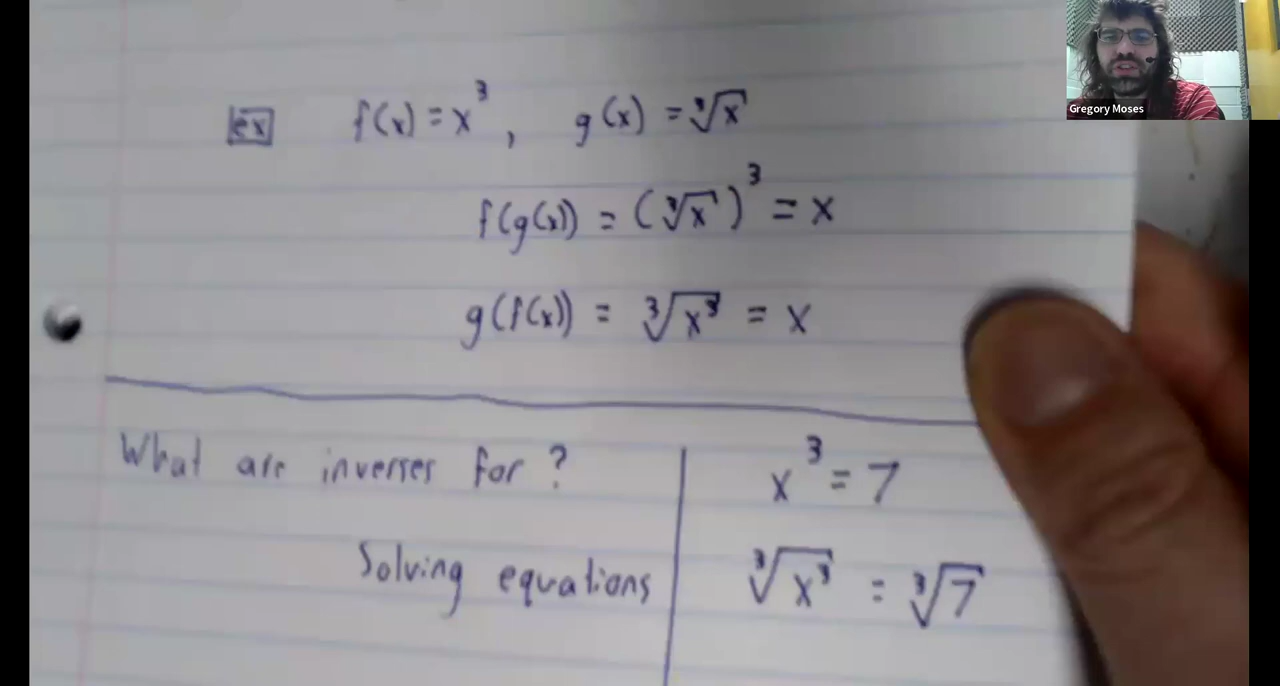 Gregory Moses
ex f(x) = x³, g(x) = ∛x
f(g(x)) = (∛x)³ = x
g(f(x)) = ∛x³ = x
What are inverses for?
Solving equations
x³ = 7
∛x³ = ∛7